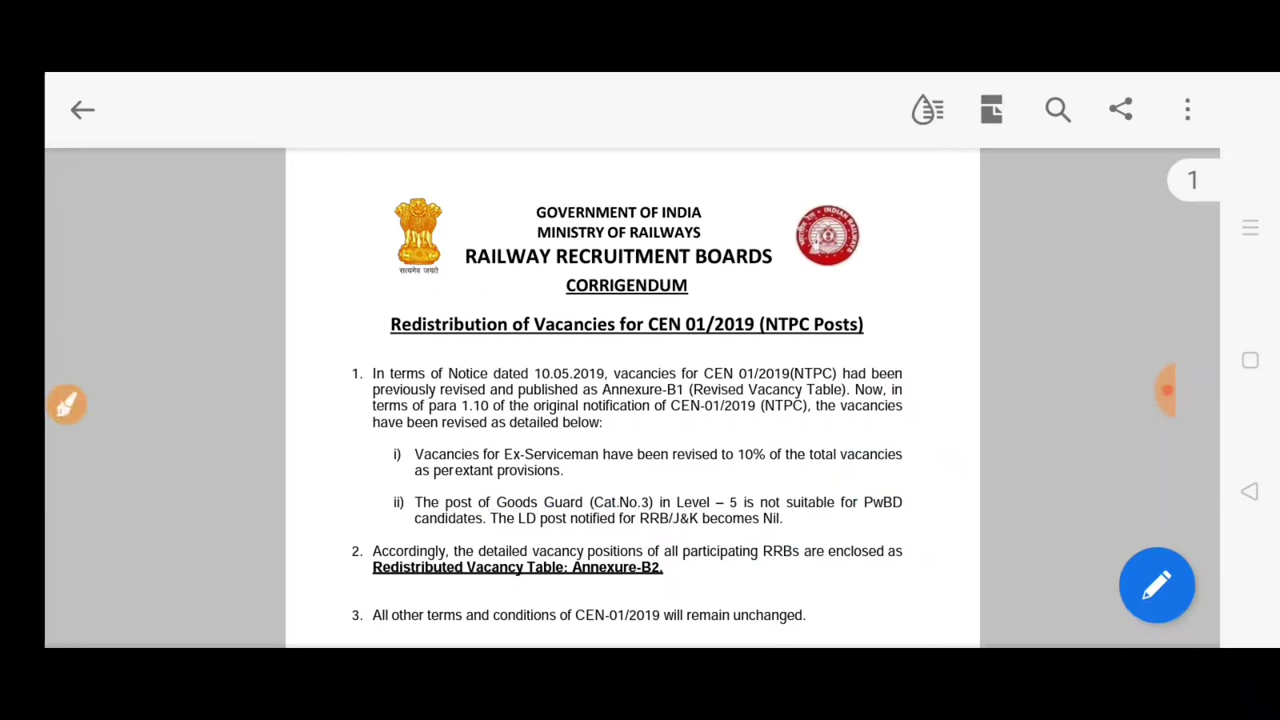 1
GOVERNMENT OF INDIA
MINISTRY OF RAILWAYS
RAILWAY RECRUITMENT BOARDS
CORRIGENDUM
सत्यमेव जयते
INDIAN RAILWAYS
भारतीय रेल
Redistribution of Vacancies for CEN 01/2019 (NTPC Posts)
1. In terms of Notice dated 10.05.2019, vacancies for CEN 01/2019(NTPC) had been
previously revised and published as Annexure-B1 (Revised Vacancy Table). Now, in
terms of para 1.10 of the original notification of CEN-01/2019 (NTPC), the vacancies
have been revised as detailed below:
i) Vacancies for Ex-Serviceman have been revised to 10% of the total vacancies
as per extant provisions.
ii) The post of Goods Guard (Cat.No.3) in Level – 5 is not suitable for PwBD
candidates. The LD post notified for RRB/J&K becomes Nil.
2. Accordingly, the detailed vacancy positions of all participating RRBs are enclosed as
Redistributed Vacancy Table: Annexure-B2.
3. All other terms and conditions of CEN-01/2019 will remain unchanged.